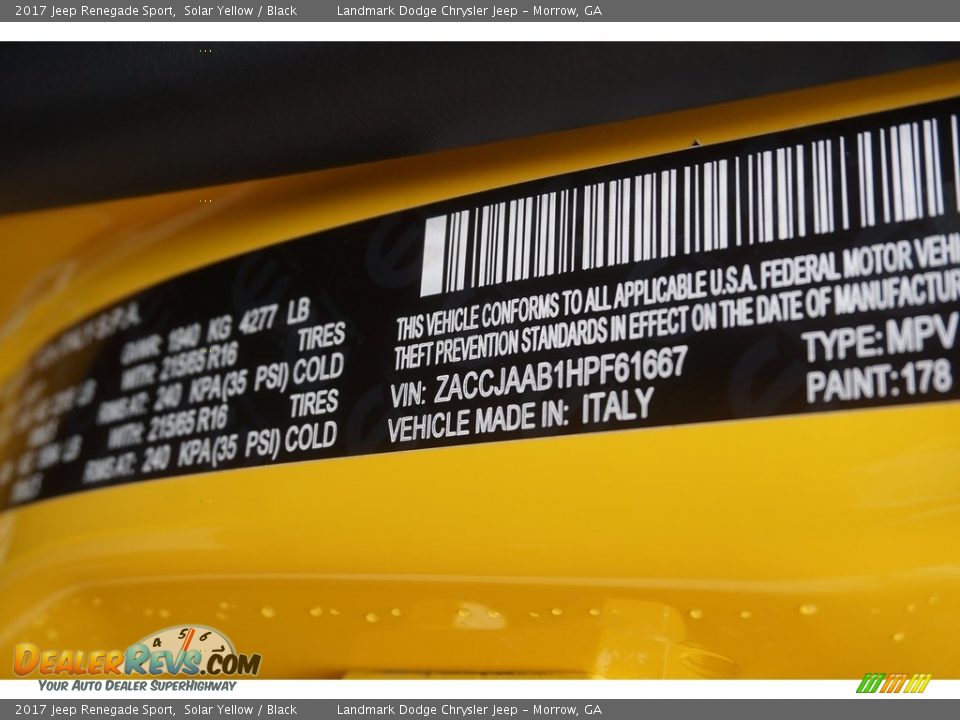 2017 Jeep Renegade Sport, Solar Yellow / Black Landmark Dodge Chrysler Jeep - Morrow, GA
GVWR: 1940 KG 4277 LB
TIRES
WITH: 215/65 R16
RIMS AT: 240 KPA(35 PSI) COLD
TIRES
WITH: 215/65 R16
RIMS AT: 240 KPA(35 PSI) COLD
THIS VEHICLE CONFORMS TO ALL APPLICABLE U.S.A. FEDERAL MOTOR VEHI
THEFT PREVENTION STANDARDS IN EFFECT ON THE DATE OF MANUFACTUR
VIN: ZACCJAAB1HPF61667 TYPE: MPV
VEHICLE MADE IN: ITALY PAINT: 178
4 5 6
DEALERREVS.COM
YOUR AUTO DEALER SUPERHIGHWAY
2017 Jeep Renegade Sport, Solar Yellow / Black Landmark Dodge Chrysler Jeep - Morrow, GA